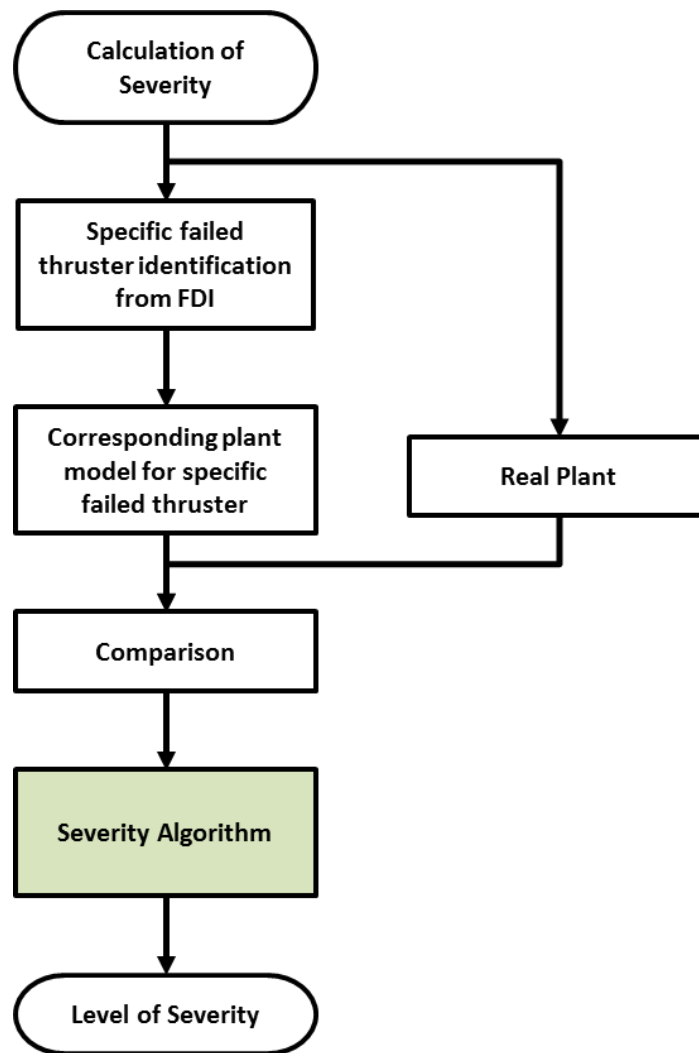 Calculation of
Severity
Specific failed
thruster identification
from FDI
Corresponding plant
model for specific
failed thruster
Real Plant
Comparison
Severity Algorithm
Level of Severity